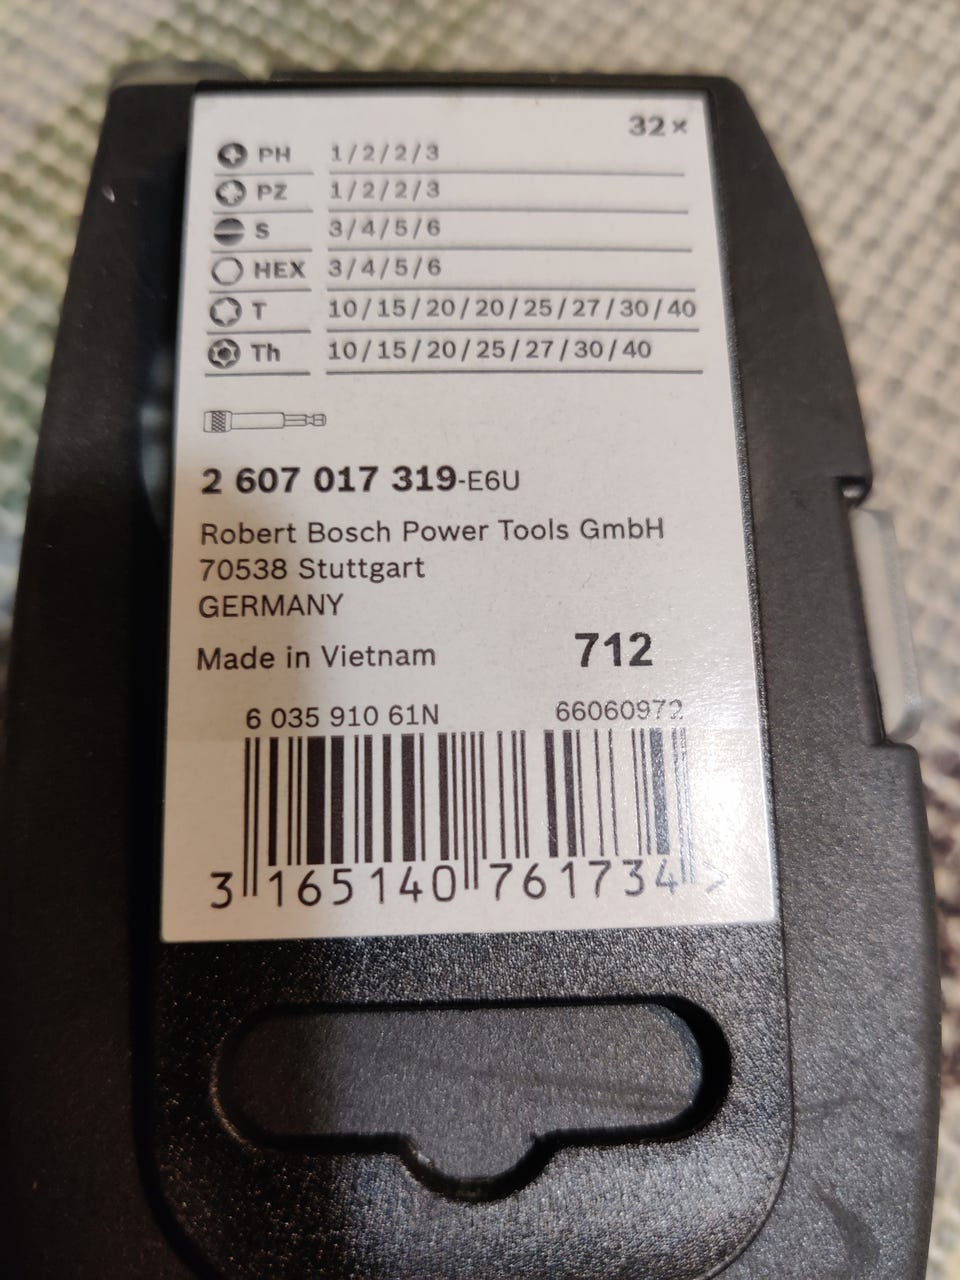 32×
PH 1/2/2/3
PZ 1/2/2/3
S 3/4/5/6
HEX 3/4/5/6
T 10/15/20/20/25/27/30/40
Th 10/15/20/25/27/30/40
2 607 017 319-E6U
Robert Bosch Power Tools GmbH
70538 Stuttgart
GERMANY
Made in Vietnam 712
6 035 910 61N 66060972
3 165140 761734 >